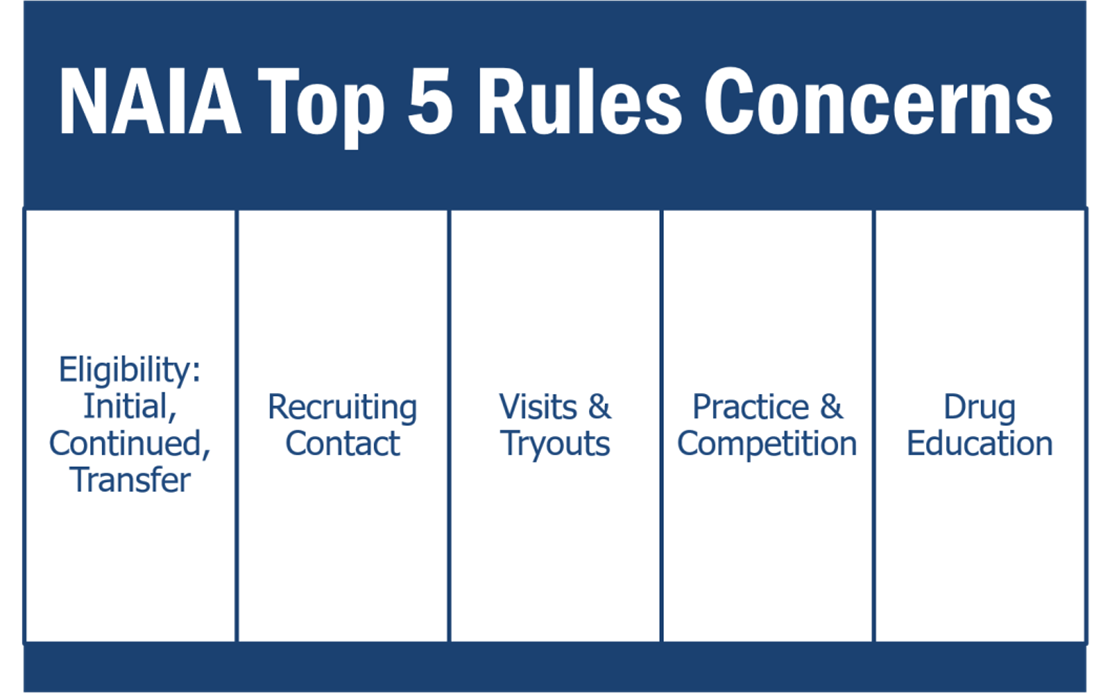 NAIA Top 5 Rules Concerns
Eligibility:
Initial,
Continued,
Transfer
Recruiting
Contact
Visits &
Tryouts
Practice &
Competition
Drug
Education